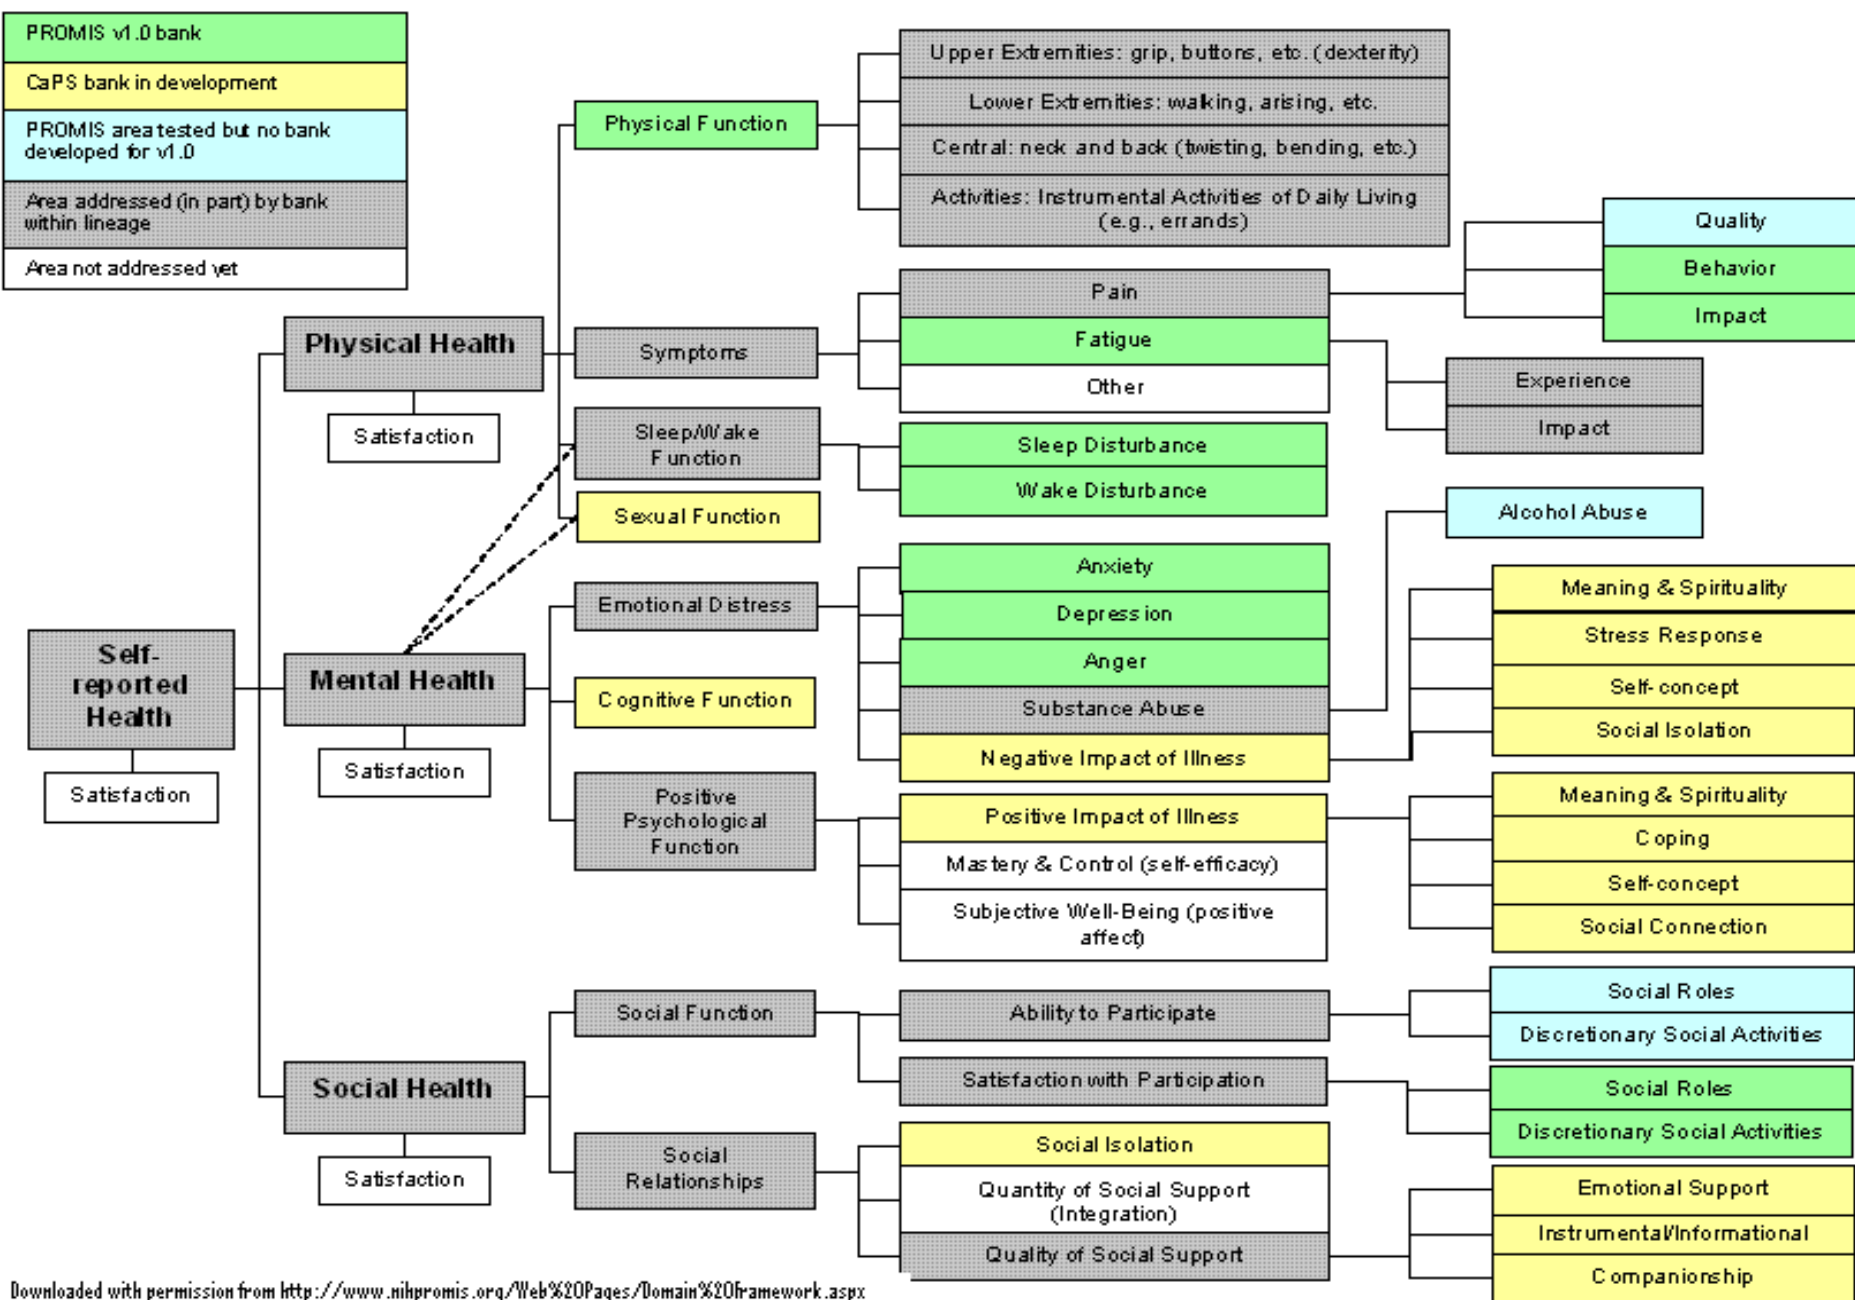 PROMIS v1.0 bank
CaPS bank in development
PROMIS area tested but no bank
developed for v1.0
Area addressed (in part) by bank
within lineage
Area not addressed yet
Self-
reported
Health
Satisfaction
Physical Health
Satisfaction
Physical Function
Upper Extremities: grip, buttons, etc. (dexterity)
Lower Extremities: walking, arising, etc.
Central: neck and back (twisting, bending, etc.)
Activities: Instrumental Activities of Daily Living
(e.g., errands)
Symptoms
Pain
Quality
Behavior
Impact
Fatigue
Experience
Impact
Other
Sleep/Wake
Function
Sleep Disturbance
Wake Disturbance
Sexual Function
Mental Health
Satisfaction
Emotional Distress
Anxiety
Depression
Anger
Substance Abuse
Alcohol Abuse
Negative Impact of Illness
Meaning & Spirituality
Stress Response
Self-concept
Social Isolation
Cognitive Function
Positive
Psychological
Function
Positive Impact of Illness
Meaning & Spirituality
Coping
Self-concept
Social Connection
Mastery & Control (self-efficacy)
Subjective Well-Being (positive
affect)
Social Health
Satisfaction
Social Function
Ability to Participate
Social Roles
Discretionary Social Activities
Satisfaction with Participation
Social Roles
Discretionary Social Activities
Social
Relationships
Social Isolation
Quantity of Social Support
(Integration)
Quality of Social Support
Emotional Support
Instrumental/Informational
Companionship
Downloaded with permission from http://www.nihpromis.org/Web%20Pages/Domain%20Framework.aspx